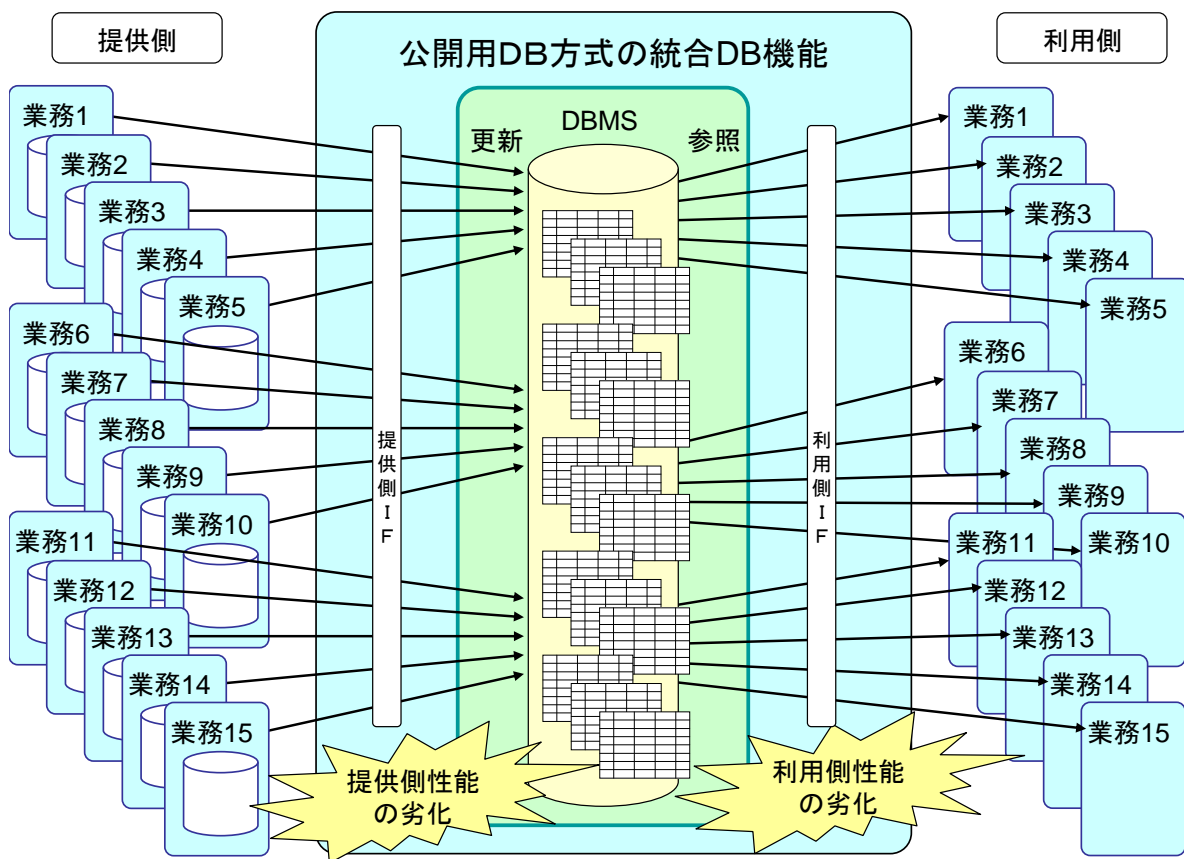 提供側
公開用DB方式の統合DB機能
利用側
業務1
業務2
業務3
業務4
業務5
業務6
業務7
業務8
業務9
業務10
業務11
業務12
業務13
業務14
業務15
提供側IF
更新
DBMS
参照
利用側IF
業務1
業務2
業務3
業務4
業務5
業務6
業務7
業務8
業務9
業務10
業務11
業務12
業務13
業務14
業務15
提供側性能
の劣化
利用側性能
の劣化